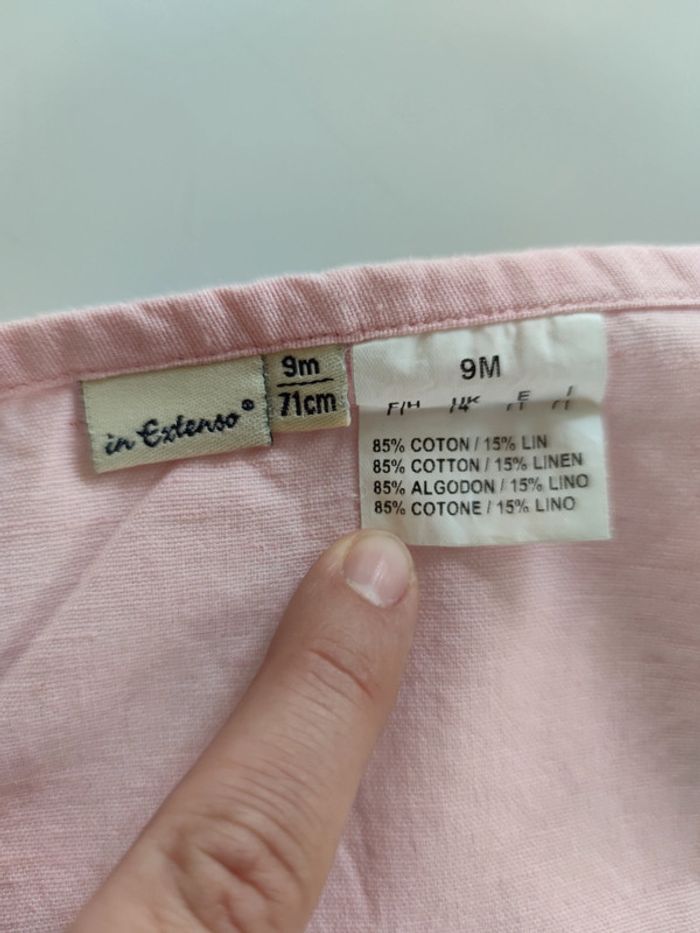 in Extenso®
9m
71cm
9M
85% COTON / 15% LIN
85% COTTON / 15% LINEN
85% ALGODON / 15% LINO
85% COTONE / 15% LINO